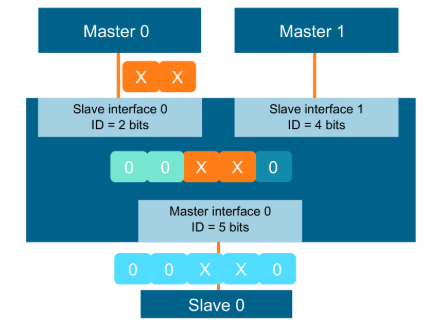 Master 0
Master 1
X X
Slave interface 0
ID = 2 bits
Slave interface 1
ID = 4 bits
0 0 X X 0
Master interface 0
ID = 5 bits
0 0 X X 0
Slave 0